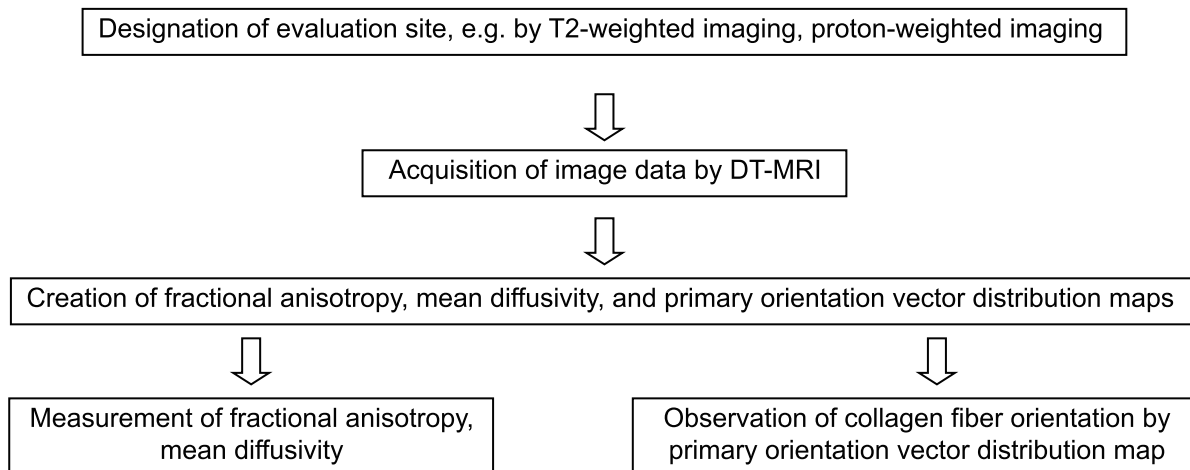 Designation of evaluation site, e.g. by T2-weighted imaging, proton-weighted imaging
Acquisition of image data by DT-MRI
Creation of fractional anisotropy, mean diffusivity, and primary orientation vector distribution maps
Measurement of fractional anisotropy,
mean diffusivity
Observation of collagen fiber orientation by
primary orientation vector distribution map